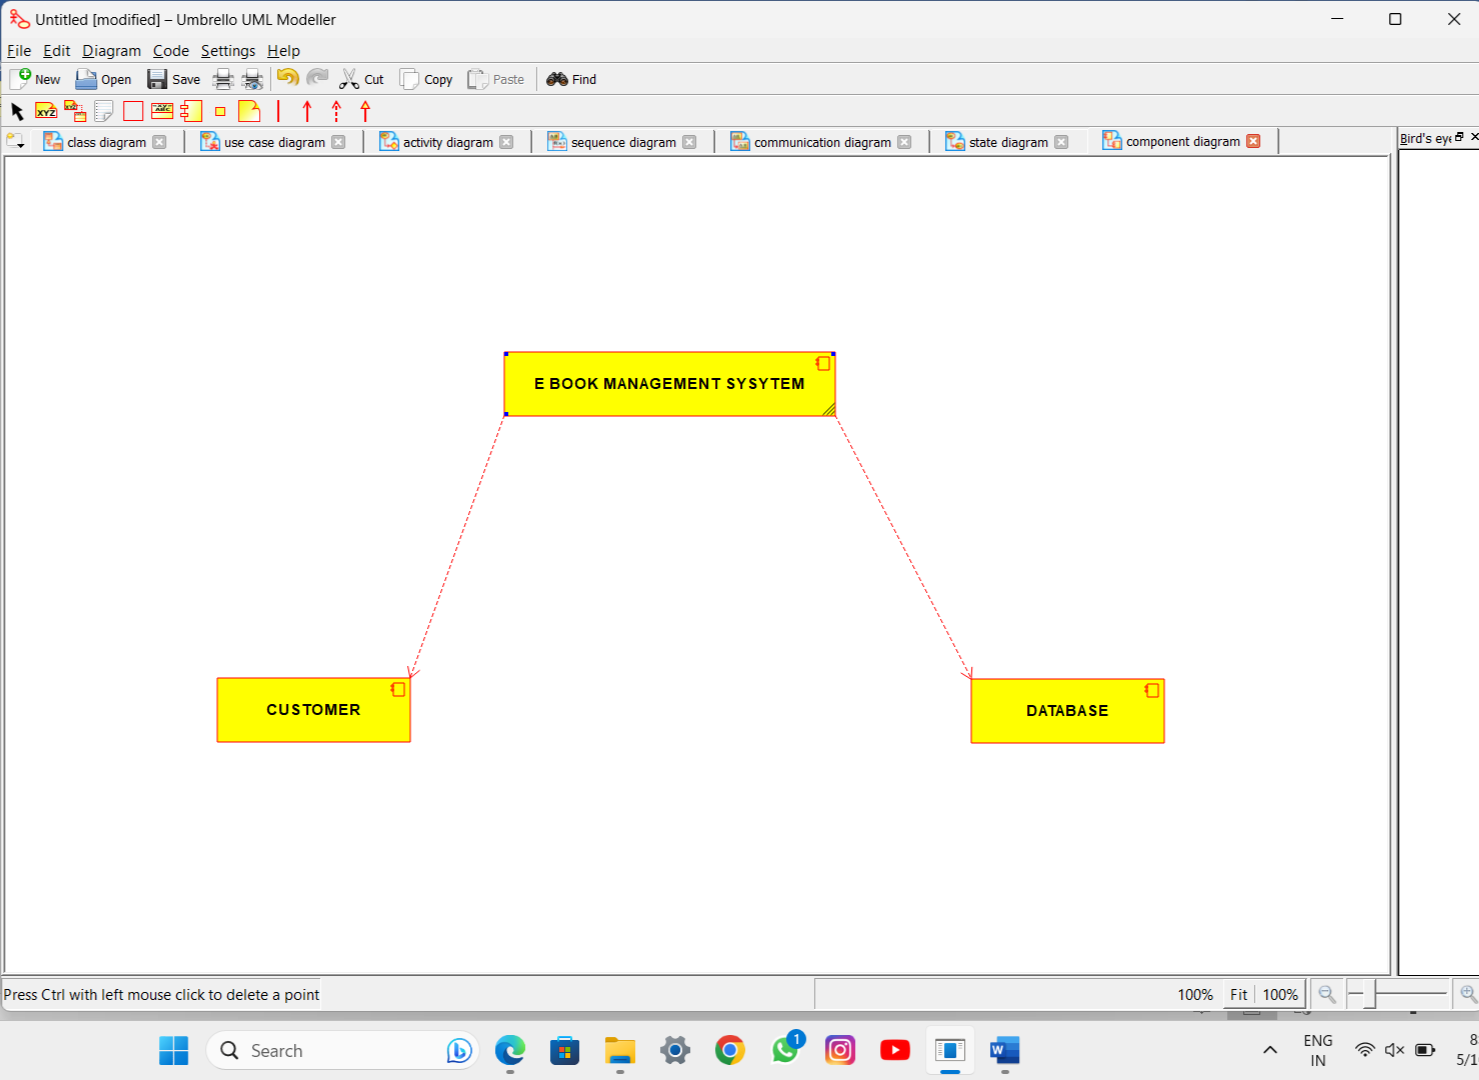 Untitled [modified] – Umbrello UML Modeller
File Edit Diagram Code Settings Help
New Open Save Cut Copy Paste Find
XYZ
class diagram use case diagram activity diagram sequence diagram communication diagram state diagram component diagram
Bird's eye
E BOOK MANAGEMENT SYSYTEM
CUSTOMER
DATABASE
Press Ctrl with left mouse click to delete a point
100% Fit 100%
Search
1
ENG
IN